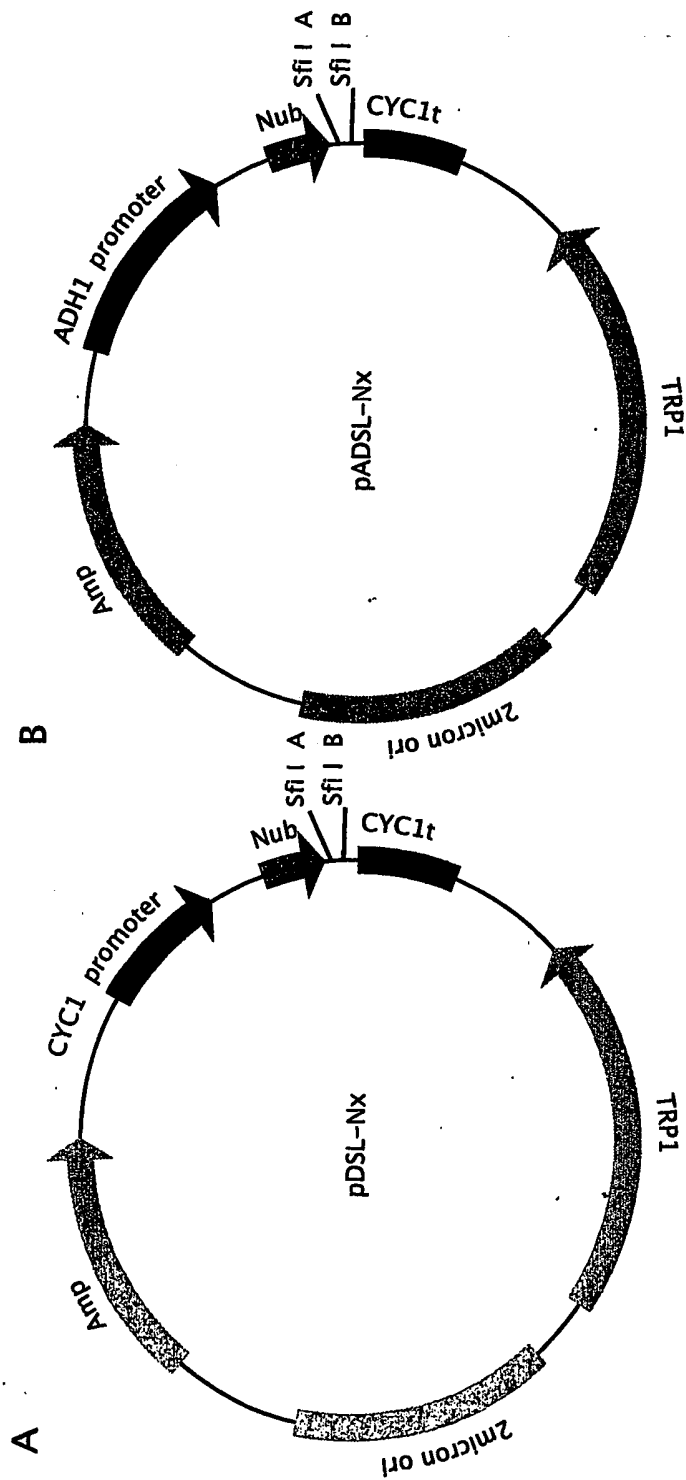 A
CYC1 promoter
Nub
Sfi I A
Sfi I B
CYC1t
TRP1
2micron ori
Amp
pDSL-Nx
B
ADH1 promoter
Nub
Sfi I A
Sfi I B
CYC1t
TRP1
2micron ori
Amp
pADSL-Nx